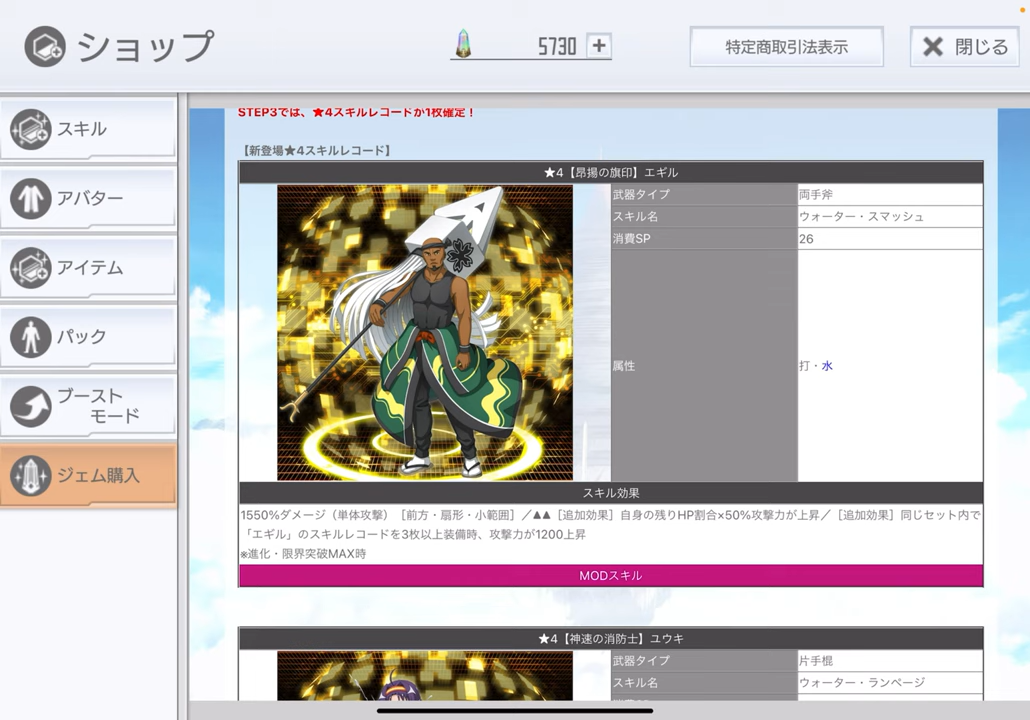 ショップ
5730
特定商取引法表示
閉じる
スキル
アバター
アイテム
パック
ブースト
モード
ジェム購入
STEP3では、★4スキルレコードが1枚確定！
【新登場★4スキルレコード】
★4【昂揚の旗印】エギル
武器タイプ 両手斧
スキル名 ウォーター・スマッシュ
消費SP 26
属性 打・水
スキル効果
1550%ダメージ（単体攻撃）［前方・扇形・小範囲］／▲▲［追加効果］自身の残りHP割合×50%攻撃力が上昇／［追加効果］同じセット内で
「エギル」のスキルレコードを3枚以上装備時、攻撃力が1200上昇
※進化・限界突破MAX時
MODスキル
★4【神速の消防士】ユウキ
武器タイプ 片手棍
スキル名 ウォーター・ランページ